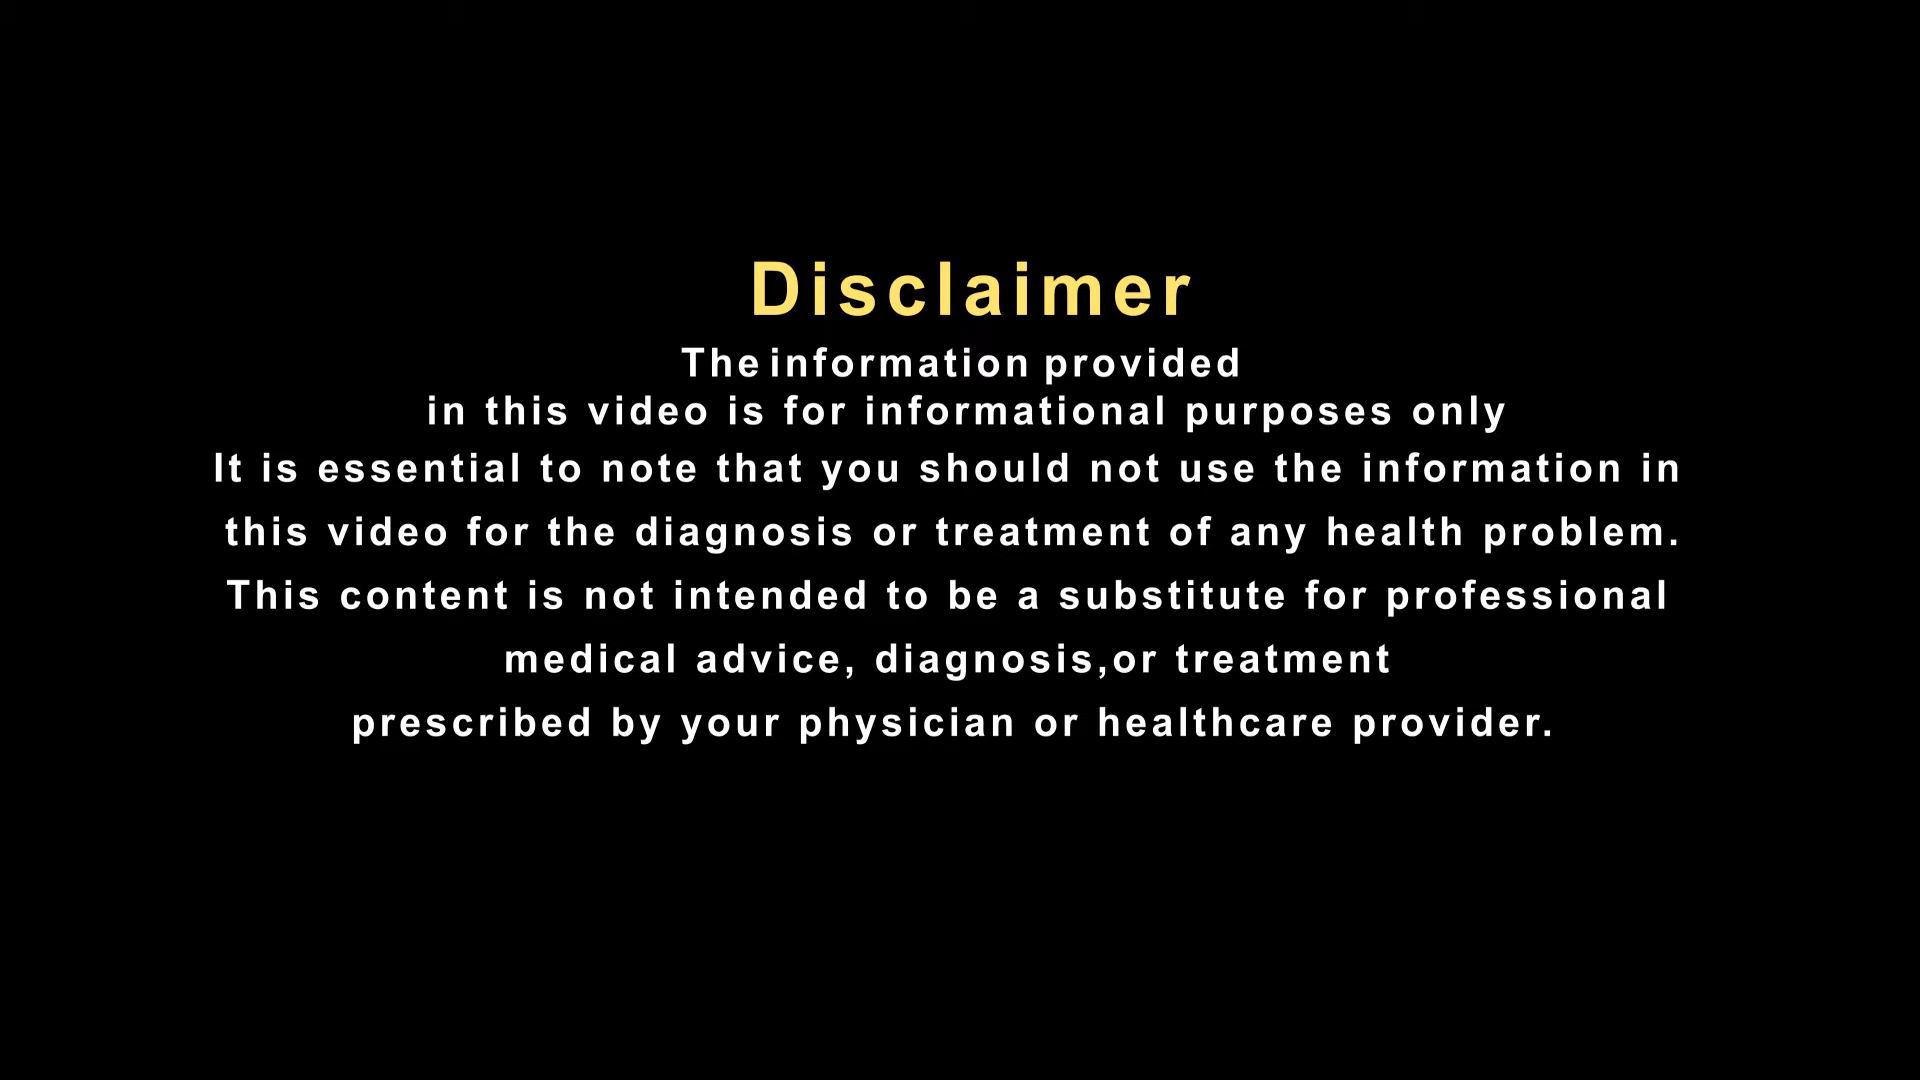 Disclaimer
The information provided
in this video is for informational purposes only
It is essential to note that you should not use the information in
this video for the diagnosis or treatment of any health problem.
This content is not intended to be a substitute for professional
medical advice, diagnosis,or treatment
prescribed by your physician or healthcare provider.